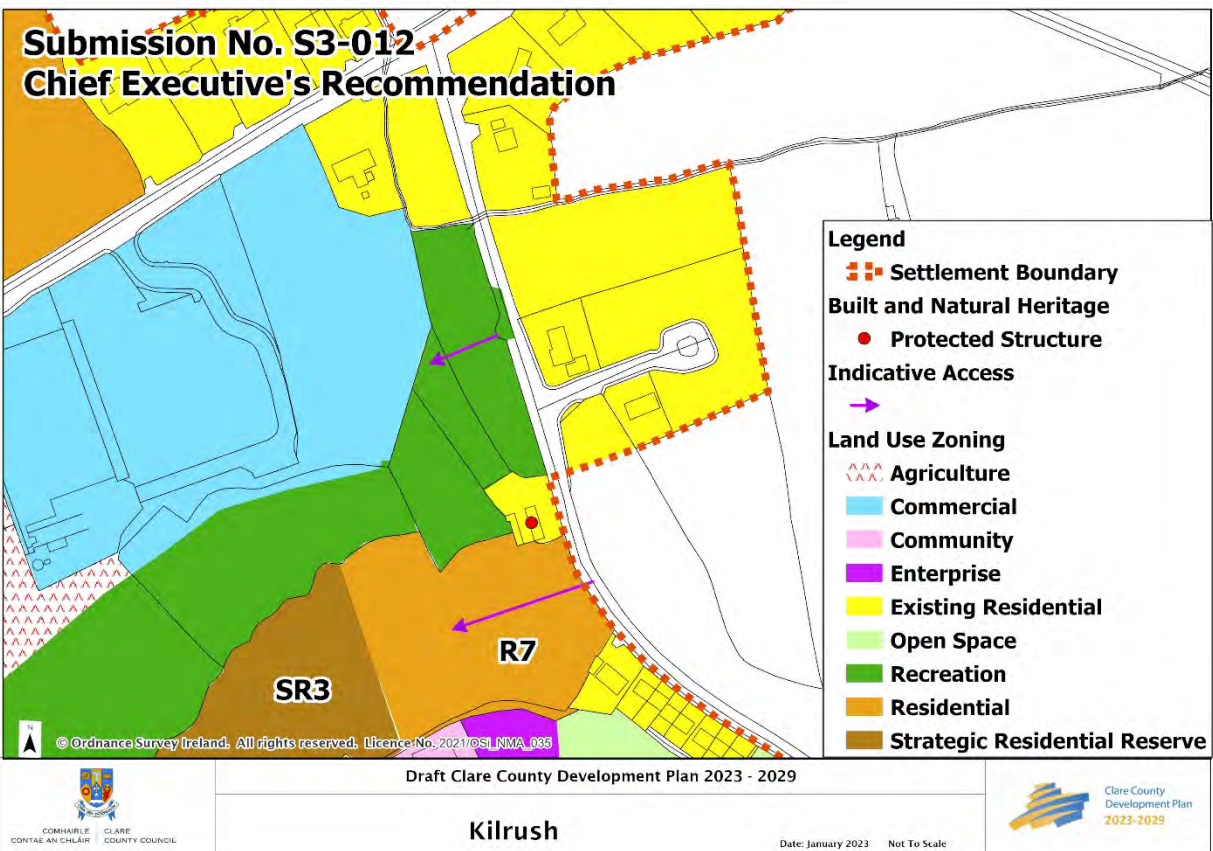 Submission No. S3-012
Chief Executive's Recommendation
Legend
Settlement Boundary
Built and Natural Heritage
Protected Structure
Indicative Access
Land Use Zoning
Agriculture
Commercial
Community
Enterprise
Existing Residential
Open Space
Recreation
Residential
Strategic Residential Reserve
R7
SR3
N
© Ordnance Survey Ireland. All rights reserved. Licence No. 2021/OSI_NMA_035
Draft Clare County Development Plan 2023 - 2029
COMHAIRLE CLARE
CONTAE AN CHLÁIR COUNTY COUNCIL
Kilrush
Date: January 2023 Not To Scale
Clare County
Development Plan
2023-2029